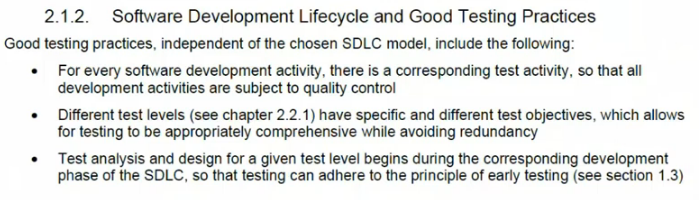 2.1.2. Software Development Lifecycle and Good Testing Practices
Good testing practices, independent of the chosen SDLC model, include the following:
• For every software development activity, there is a corresponding test activity, so that all
development activities are subject to quality control
• Different test levels (see chapter 2.2.1) have specific and different test objectives, which allows
for testing to be appropriately comprehensive while avoiding redundancy
• Test analysis and design for a given test level begins during the corresponding development
phase of the SDLC, so that testing can adhere to the principle of early testing (see section 1.3)